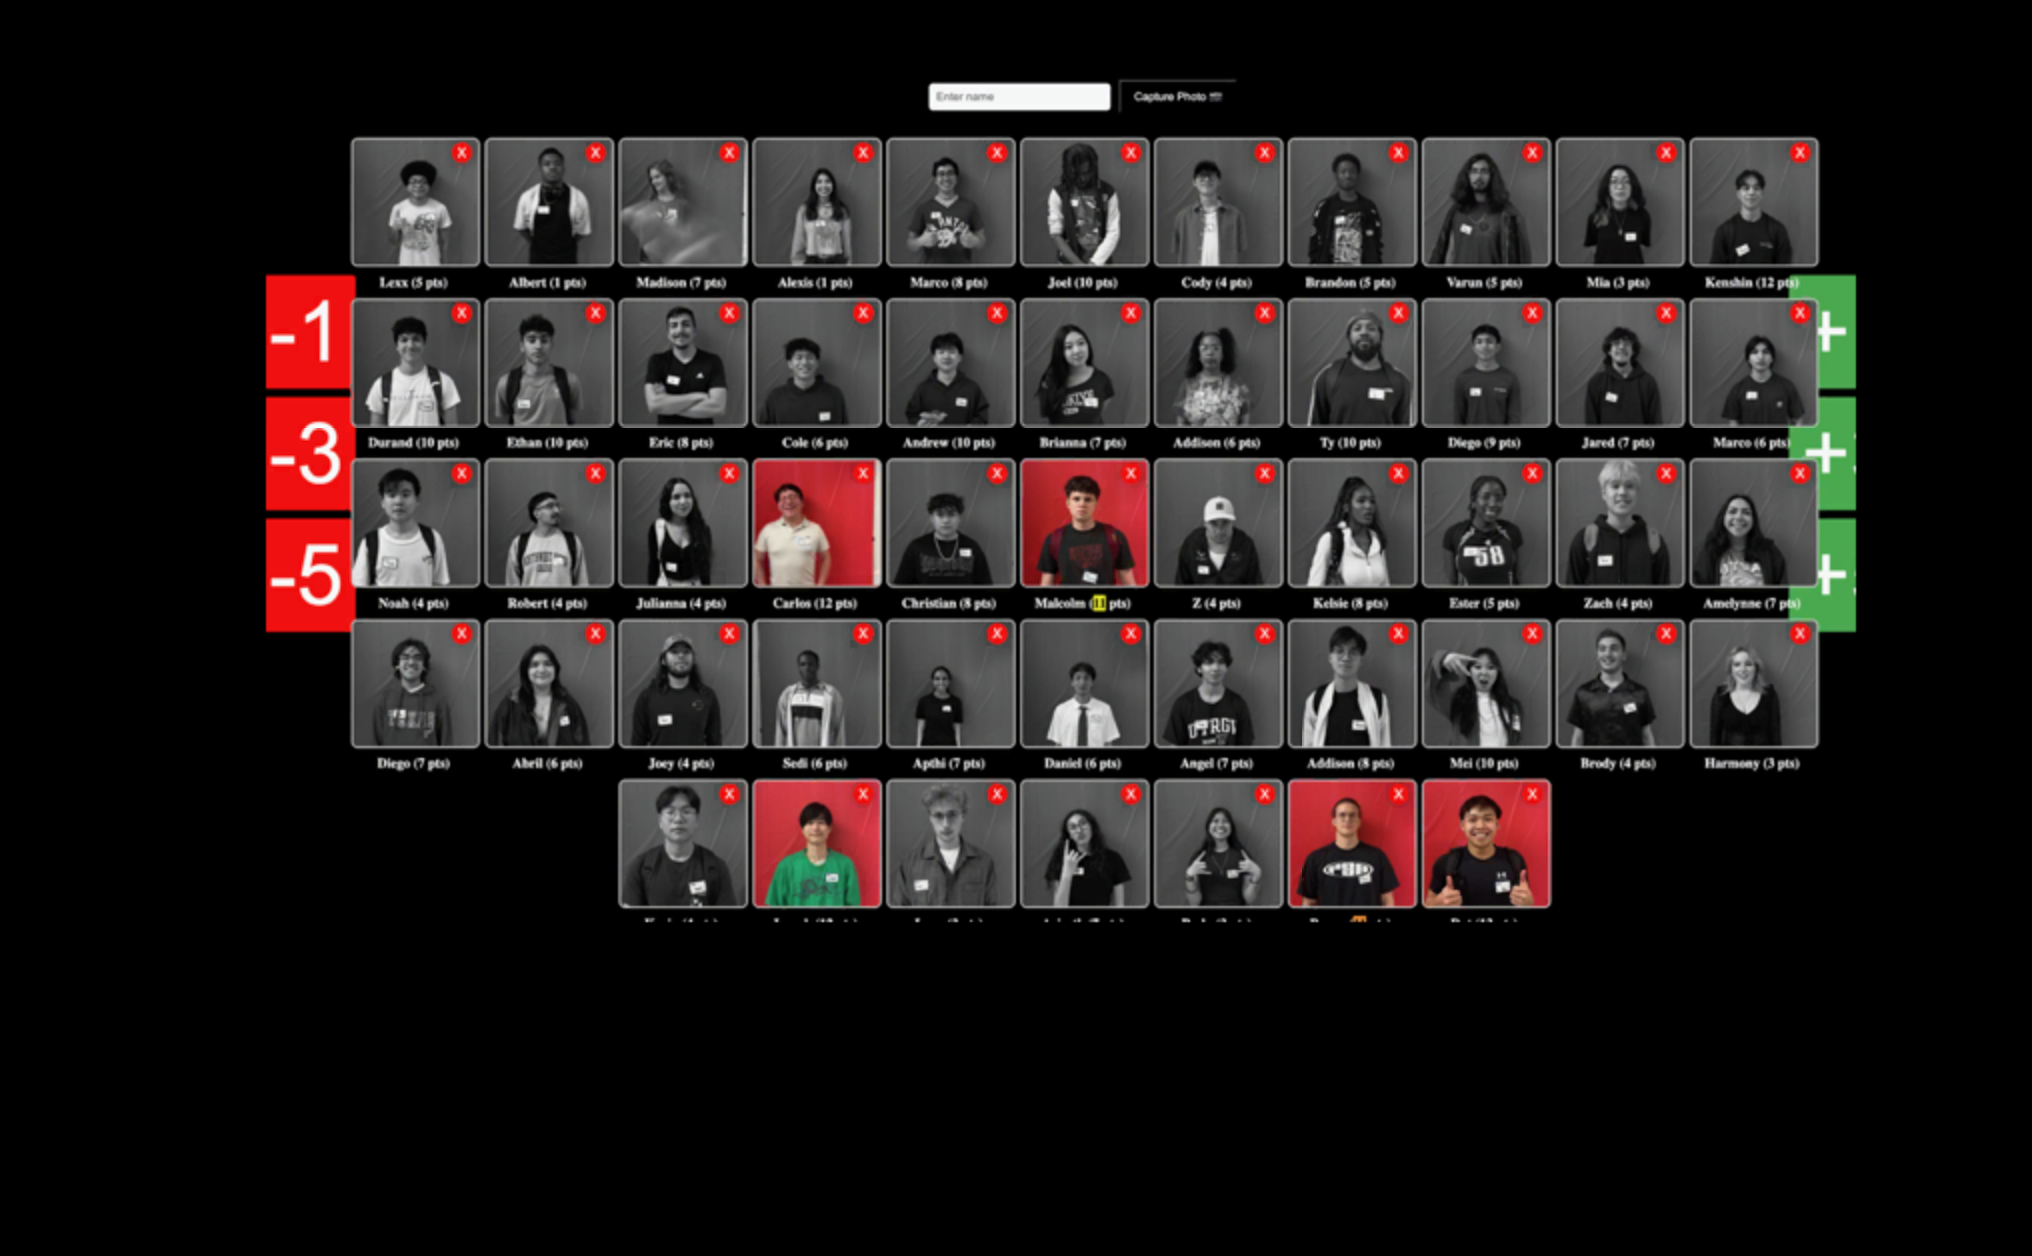 Enter name Capture Photo
X X X X X X X X X X X
Lexx (5 pts) Albert (1 pts) Madison (7 pts) Alexis (1 pts) Marco (8 pts) Joel (10 pts) Cody (4 pts) Brandon (5 pts) Varun (5 pts) Mia (3 pts) Kenshin (12 pts)
-1 X X X X X X X X X X X +
Durand (10 pts) Ethan (10 pts) Eric (8 pts) Cole (6 pts) Andrew (10 pts) Brianna (7 pts) Addison (6 pts) Ty (10 pts) Diego (9 pts) Jared (7 pts) Marco (6 pts)
-3 +
X X X X X X X X X X X
58
-5 +
Noah (4 pts) Robert (4 pts) Julianna (4 pts) Carlos (12 pts) Christian (8 pts) Malcolm (11 pts) Z (4 pts) Kelsie (8 pts) Ester (5 pts) Zach (4 pts) Amelynne (7 pts)
X X X X X X X X X X X
Diego (7 pts) Abril (6 pts) Joey (4 pts) Sedi (6 pts) Apthi (7 pts) Daniel (6 pts) Angel (7 pts) Addison (8 pts) Mei (10 pts) Brody (4 pts) Harmony (3 pts)
X X X X X X X